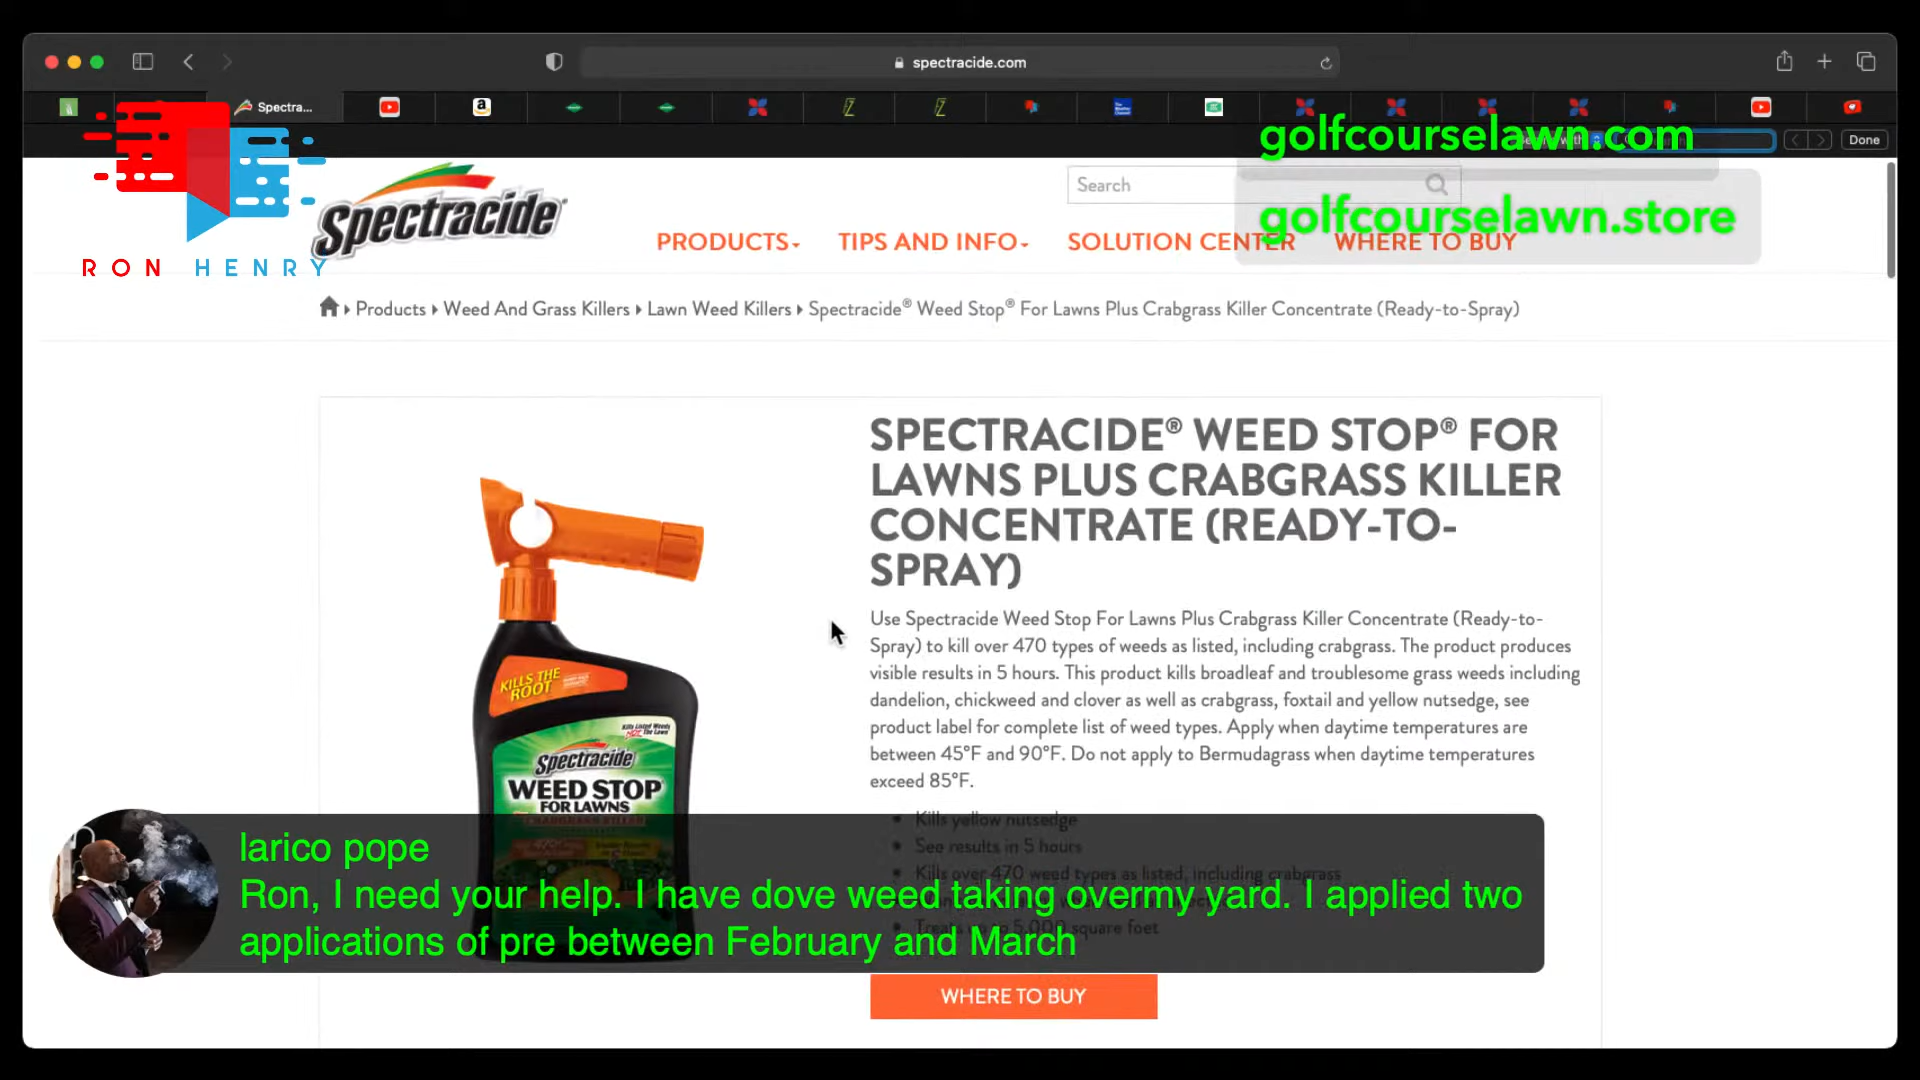 spectracide.com
Spectra...
golfcourselawn.com
Done
Spectracide
Search
golfcourselawn.store
PRODUCTS
TIPS AND INFO
SOLUTION CENTER
WHERE TO BUY
RON HENRY
Products
Weed And Grass Killers
Lawn Weed Killers
Spectracide® Weed Stop® For Lawns Plus Crabgrass Killer Concentrate (Ready-to-Spray)
SPECTRACIDE® WEED STOP® FOR
LAWNS PLUS CRABGRASS KILLER
CONCENTRATE (READY-TO-
SPRAY)
Use Spectracide Weed Stop For Lawns Plus Crabgrass Killer Concentrate (Ready-to-
Spray) to kill over 470 types of weeds as listed, including crabgrass. The product produces
visible results in 5 hours. This product kills broadleaf and troublesome grass weeds including
dandelion, chickweed and clover as well as crabgrass, foxtail and yellow nutsedge, see
product label for complete list of weed types. Apply when daytime temperatures are
between 45°F and 90°F. Do not apply to Bermudagrass when daytime temperatures
exceed 85°F.
KILLS THE
ROOT
Kills Listed Weeds
NOT The Lawn
Spectracide
WEED STOP
FOR LAWNS
CRABGRASS KILLER
Kills yellow nutsedge
See results in 5 hours
Kills over 470 weed types as listed, including crabgrass
Treats up to 5,000 square feet
larico pope
Ron, I need your help. I have dove weed taking overmy yard. I applied two
applications of pre between February and March
WHERE TO BUY